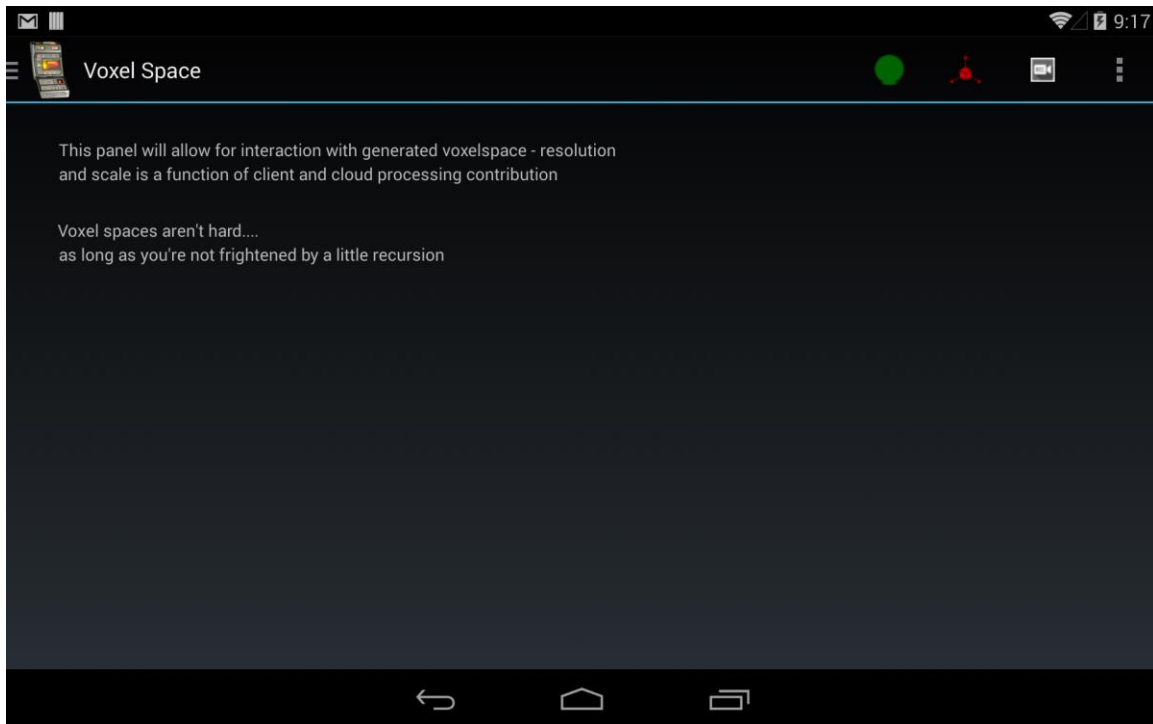 9:17
Voxel Space
This panel will allow for interaction with generated voxelspace - resolution
and scale is a function of client and cloud processing contribution
Voxel spaces aren't hard....
as long as you're not frightened by a little recursion